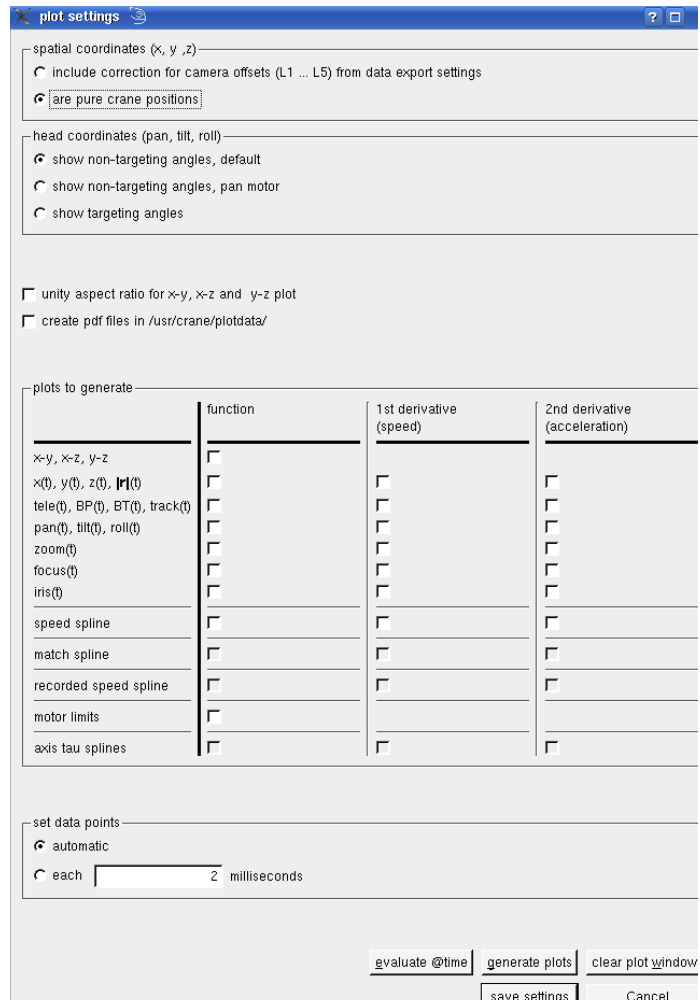 plot settings
spatial coordinates (x, y ,z)
include correction for camera offsets (L1 ... L5) from data export settings
are pure crane positions
head coordinates (pan, tilt, roll)
show non-targeting angles, default
show non-targeting angles, pan motor
show targeting angles
unity aspect ratio for x-y, x-z and y-z plot
create pdf files in /usr/crane/plotdata/
plots to generate
function 1st derivative (speed) 2nd derivative (acceleration)
x-y, x-z, y-z
x(t), y(t), z(t), |r|(t)
tele(t), BP(t), BT(t), track(t)
pan(t), tilt(t), roll(t)
zoom(t)
focus(t)
iris(t)
speed spline
match spline
recorded speed spline
motor limits
axis tau splines
set data points
automatic
each 2 milliseconds
evaluate @time generate plots clear plot window
save settings Cancel